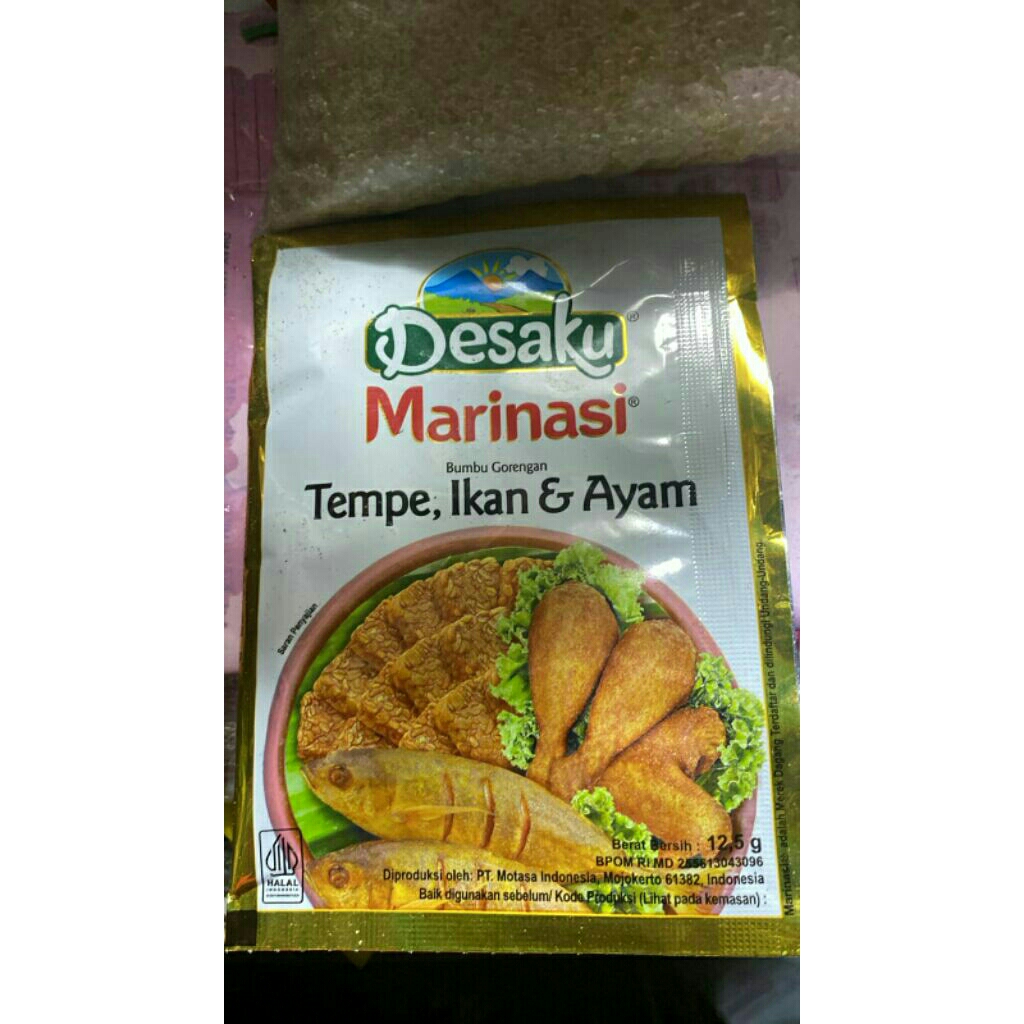 Desaku®
Marinasi®
Bumbu Gorengan
Tempe, Ikan & Ayam
Saran Penyajian
Berat Bersih : 12,5 g
BPOM RI MD 255613043096
Diproduksi oleh: PT. Motasa Indonesia, Mojokerto 61382, Indonesia
Baik digunakan sebelum/ Kode Produksi (Lihat pada kemasan) :
HALAL
INDONESIA
Marinasi® adalah Merek Dagang Terdaftar dan dilindungi Undang-Undang